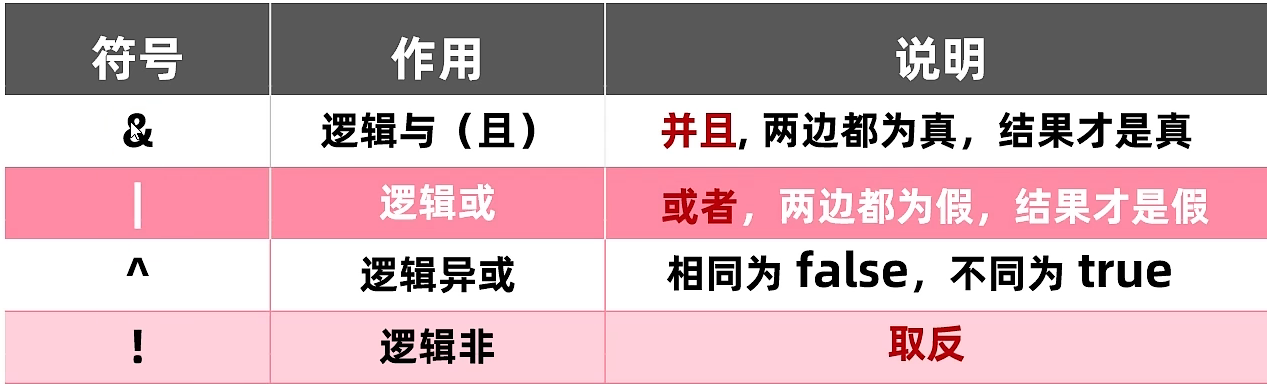 符号 作用 说明
& 逻辑与（且） 并且, 两边都为真，结果才是真
| 逻辑或 或者，两边都为假，结果才是假
^ 逻辑异或 相同为 false，不同为 true
! 逻辑非 取反